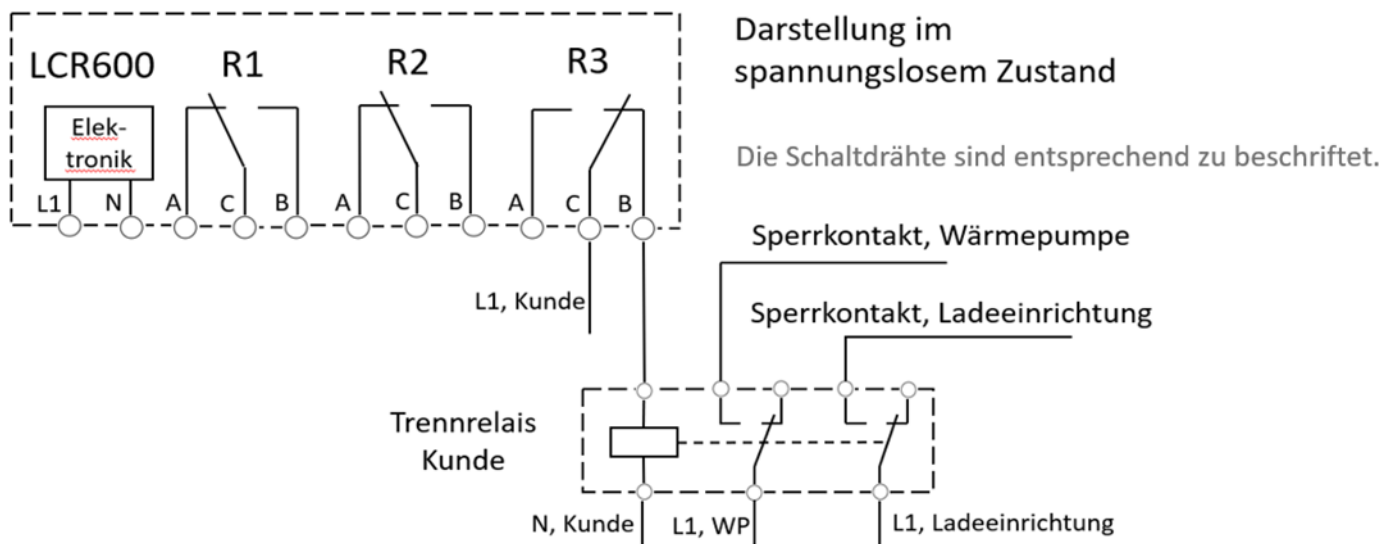 LCR600 R1 R2 R3
Elek-
tronik
L1 N A C B A C B A C B
Darstellung im
spannungslosem Zustand
Die Schaltdrähte sind entsprechend zu beschriftet.
Sperrkontakt, Wärmepumpe
L1, Kunde
Sperrkontakt, Ladeeinrichtung
Trennrelais
Kunde
N, Kunde L1, WP L1, Ladeeinrichtung